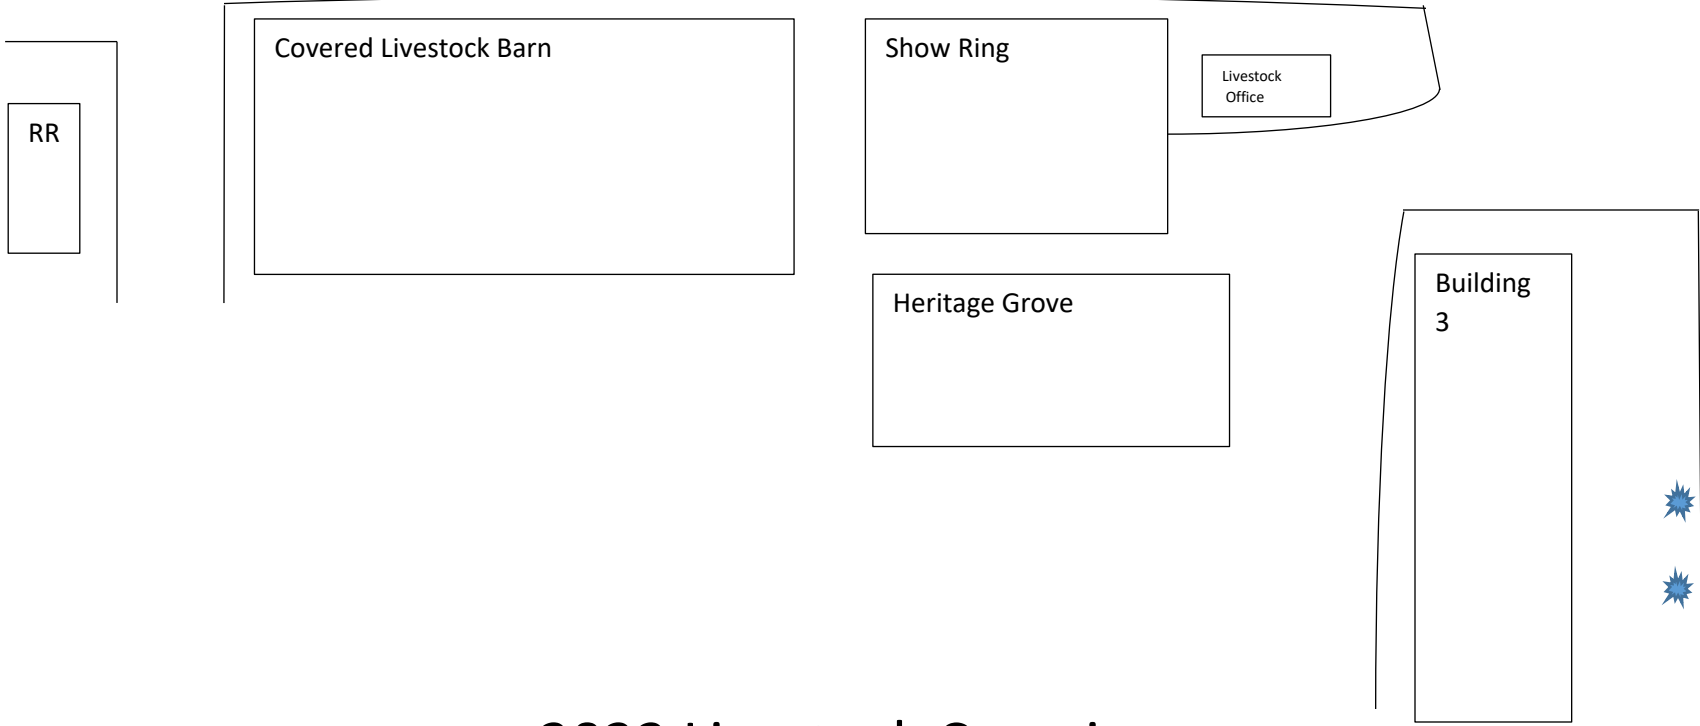 Covered Livestock Barn
Show Ring
Livestock
Office
RR
Building
3
Heritage Grove